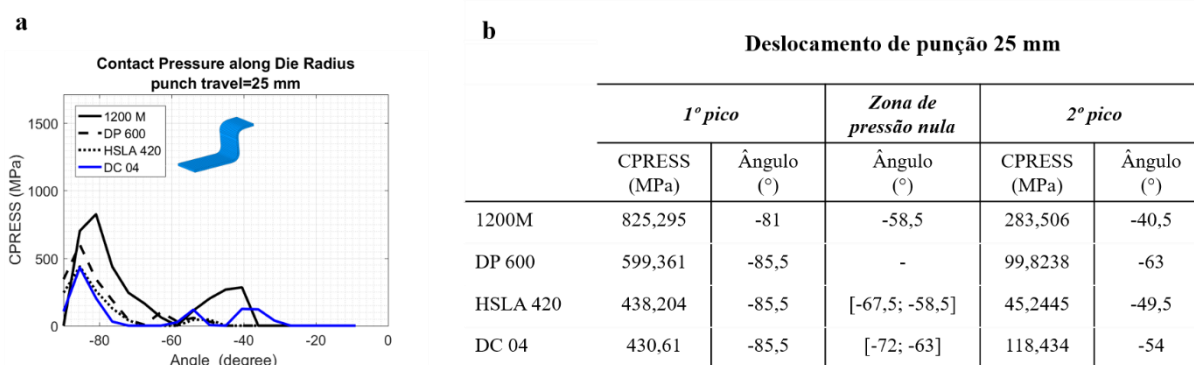 a
Contact Pressure along Die Radius
punch travel=25 mm
1500
1000
500
0
CPRESS (MPa)
1200 M
DP 600
HSLA 420
DC 04
-80 -60 -40 -20 0
Angle (degree)
b
Deslocamento de punção 25 mm
1º pico Zona de pressão nula 2º pico
CPRESS (MPa) Ângulo (°) Ângulo (°) CPRESS (MPa) Ângulo (°)
1200M 825,295 -81 -58,5 283,506 -40,5
DP 600 599,361 -85,5 - 99,8238 -63
HSLA 420 438,204 -85,5 [-67,5; -58,5] 45,2445 -49,5
DC 04 430,61 -85,5 [-72; -63] 118,434 -54